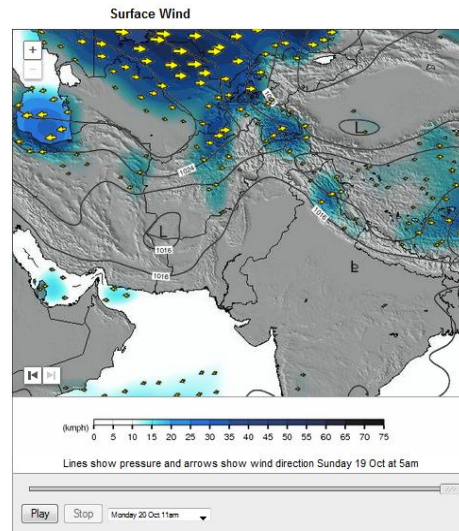 Surface Wind
+
−
1024
1016
1016
1016
L
L
L
(kmph)
0 5 10 15 20 25 30 35 40 45 50 55 60 65 70 75
Lines show pressure and arrows show wind direction Sunday 19 Oct at 5am
Play
Stop
Monday 20 Oct 11am